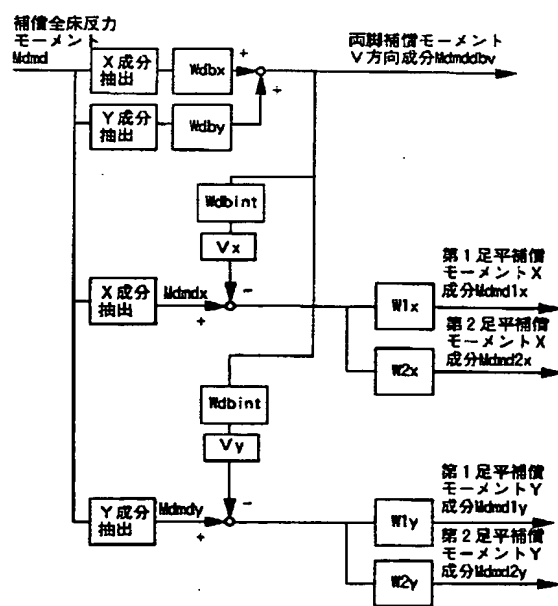 補償全床反力
モーメント
Mdmd
X成分
抽出
Wdbx
+
両脚補償モーメント
V方向成分Mdmddbv
+
Y成分
抽出
Wdby
Wdbint
Vx
-
X成分
抽出
Mdmdx
+
W1x
第1足平補償
モーメントX
成分Mdmd1x
第2足平補償
モーメントX
成分Mdmd2x
W2x
Wdbint
Vy
-
Y成分
抽出
Mdmdy
+
W1y
第1足平補償
モーメントY
成分Mdmd1y
第2足平補償
モーメントY
成分Mdmd2y
W2y